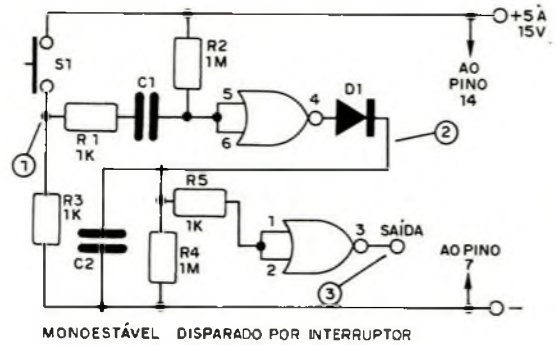 +5 À
15V
S1
R2
1M
C1
D1
AO
PINO
14
5
6
4
1
R1
1K
2
R3
1K
R5
1K
C2
R4
1M
1
2
3
SAÍDA
3
AO PINO
7
MONOESTÁVEL DISPARADO POR INTERRUPTOR